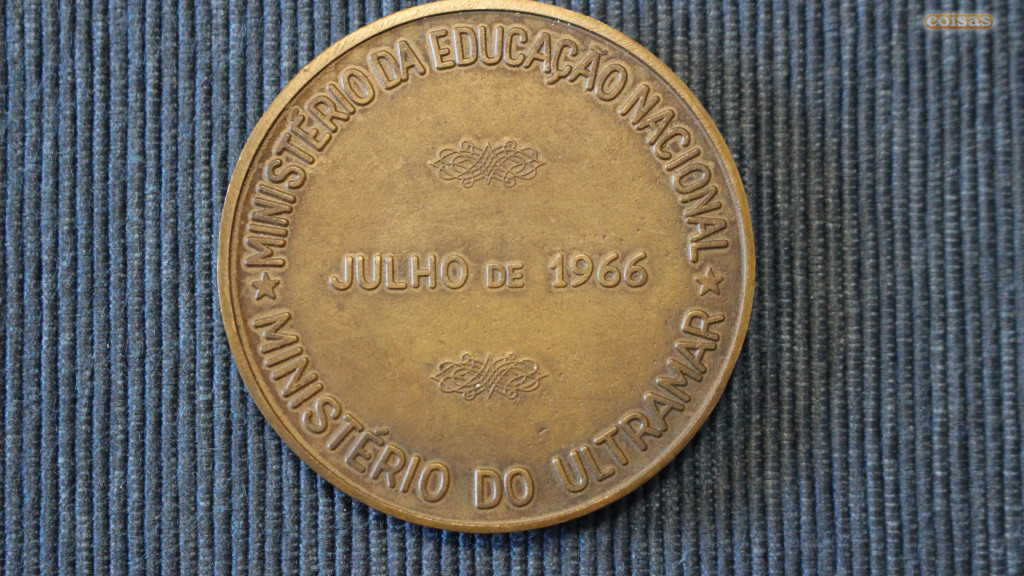 MINISTÉRIO DA EDUCAÇÃO NACIONAL
JULHO DE 1966
MINISTÉRIO DO ULTRAMAR
coisas